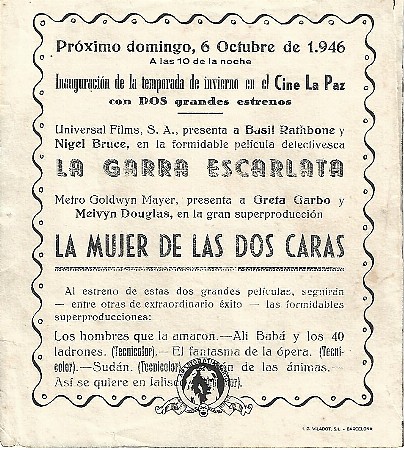 Próximo domingo, 6 Octubre de 1.946
A las 10 de la noche
Inauguración de la temporada de invierno en el Cine La Paz
con DOS grandes estrenos
Universal Films, S. A., presenta a Basil Rathbone y
Nigel Bruce, en la formidable película detectivesca
LA GARRA ESCARLATA
Metro Goldwyn Mayer, presenta a Greta Garbo y
Melvyn Douglas, en la gran superproducción
LA MUJER DE LAS DOS CARAS
Al estreno de estas dos grandes películas, seguirán
— entre otras de extraordinario éxito — las formidables
superproducciones:
Los hombres que la amaron.—Ali Babá y los 40
ladrones. (Tecnicolor).— El fantasma de la ópera. (Tecni-
color).—Sudán. (Tecnicolor) de las ánimas.
Así se quiere en Jalisco
I. G. VILADOT, S.L. - BARCELONA